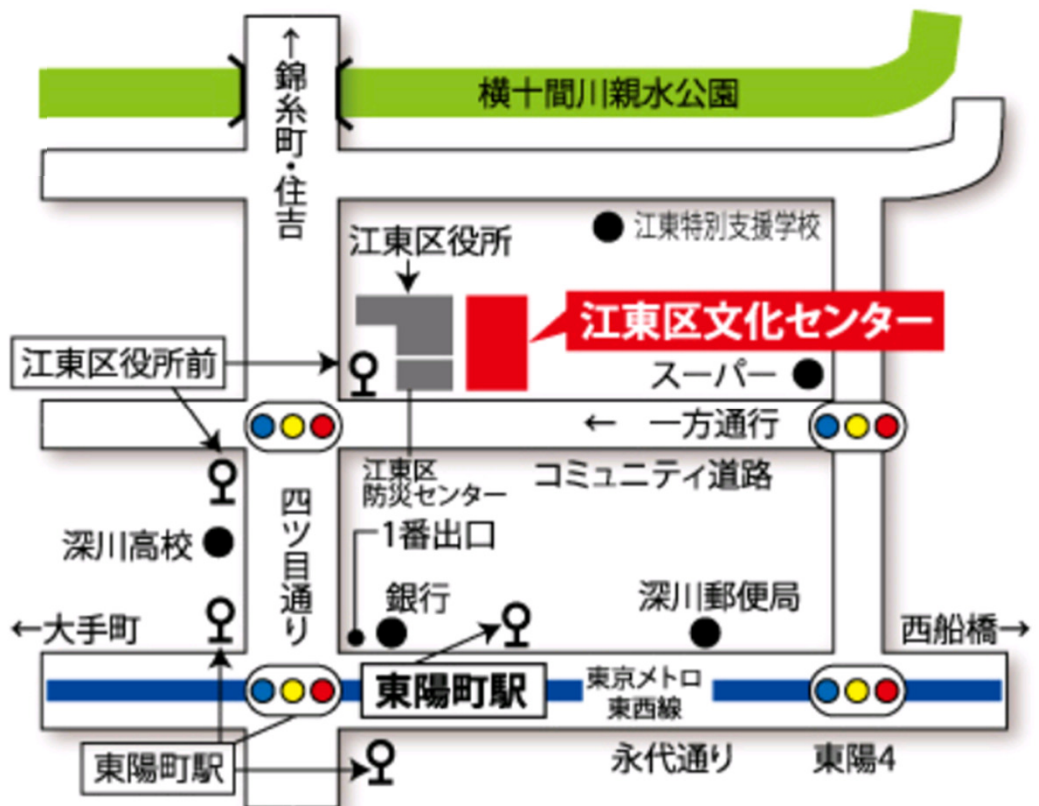 ↑錦糸町・住吉
横十間川親水公園
江東特別支援学校
江東区役所
江東区文化センター
江東区役所前
スーパー
← 一方通行
江東区
防災センター
コミュニティ道路
四ツ目通り
1番出口
深川高校
銀行
深川郵便局
←大手町
西船橋→
東陽町駅
東京メトロ
東西線
東陽町駅
永代通り
東陽4